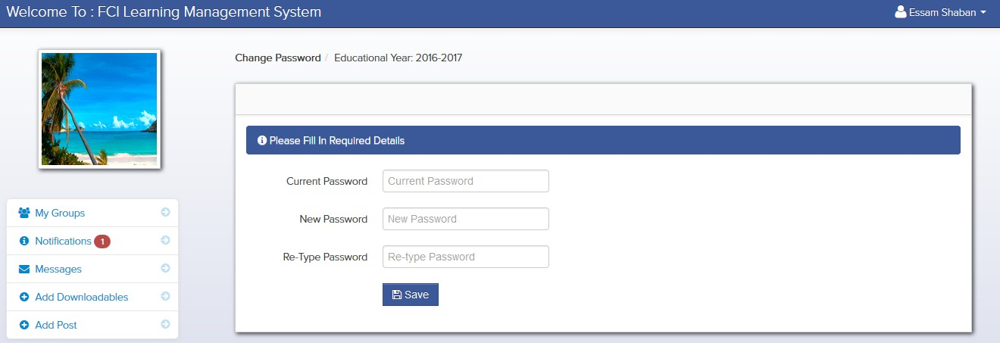 Welcome To : FCI Learning Management System
Essam Shaban
Change Password / Educational Year: 2016-2017
Please Fill In Required Details
Current Password Current Password
New Password New Password
Re-Type Password Re-type Password
Save
My Groups
Notifications 1
Messages
Add Downloadables
Add Post